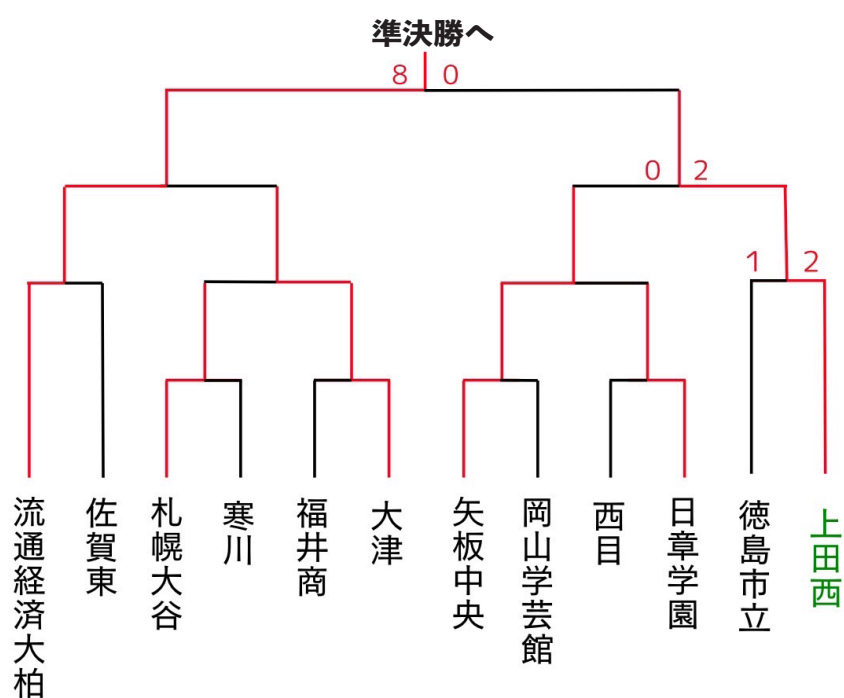 準決勝へ
8 0
0 2
1 2
流通経済大柏
佐賀東
札幌大谷
寒川
福井商
大津
矢板中央
岡山学芸館
西目
日章学園
徳島市立
上田西